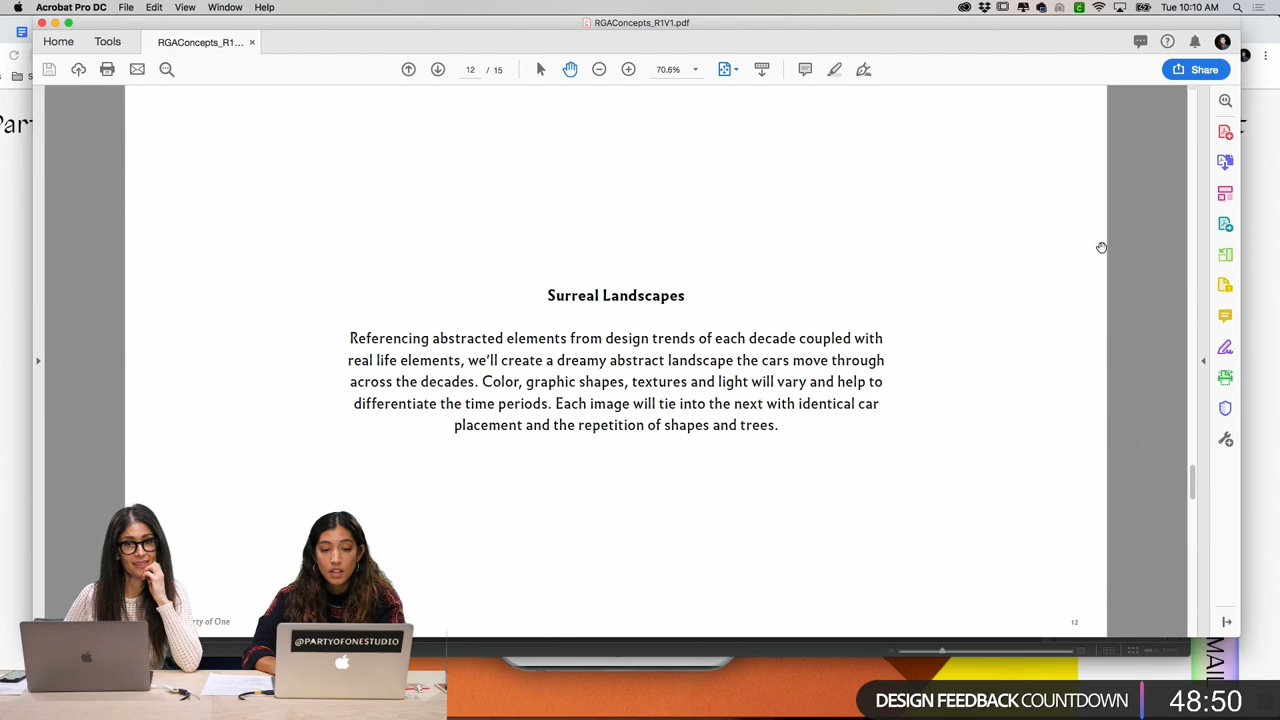 Acrobat Pro DC File Edit View Window Help
Tue 10:10 AM
RGAConcepts_R1V1.pdf
Home Tools RGAConcepts_R1... ×
12 / 15
70.6%
Share
Surreal Landscapes
Referencing abstracted elements from design trends of each decade coupled with
real life elements, we'll create a dreamy abstract landscape the cars move through
across the decades. Color, graphic shapes, textures and light will vary and help to
differentiate the time periods. Each image will tie into the next with identical car
placement and the repetition of shapes and trees.
rty of One
12
@PARTYOFONESTUDIO
MAIL
DESIGN FEEDBACK COUNTDOWN
48:50